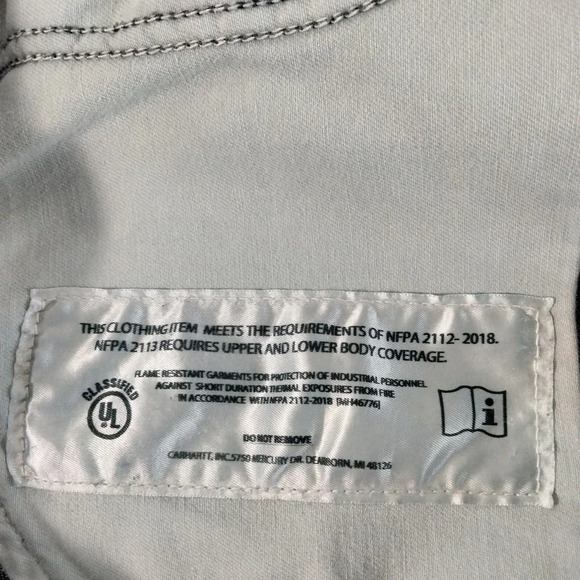 THIS CLOTHING ITEM MEETS THE REQUIREMENTS OF NFPA 2112-2018.
NFPA 2113 REQUIRES UPPER AND LOWER BODY COVERAGE.
CLASSIFIED
UL
FLAME RESISTANT GARMENTS FOR PROTECTION OF INDUSTRIAL PERSONNEL
AGAINST SHORT DURATION THERMAL EXPOSURES FROM FIRE
IN ACCORDANCE WITH NFPA 2112-2018 [MH46776]
i
DO NOT REMOVE
CARHARTT, INC.5750 MERCURY DR. DEARBORN, MI 48126